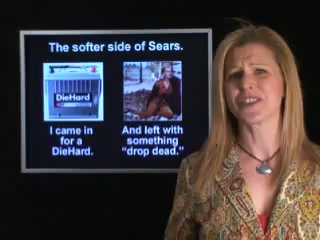 The softer side of Sears.
DieHard
I came in
for a
DieHard.
And left with
something
“drop dead.”